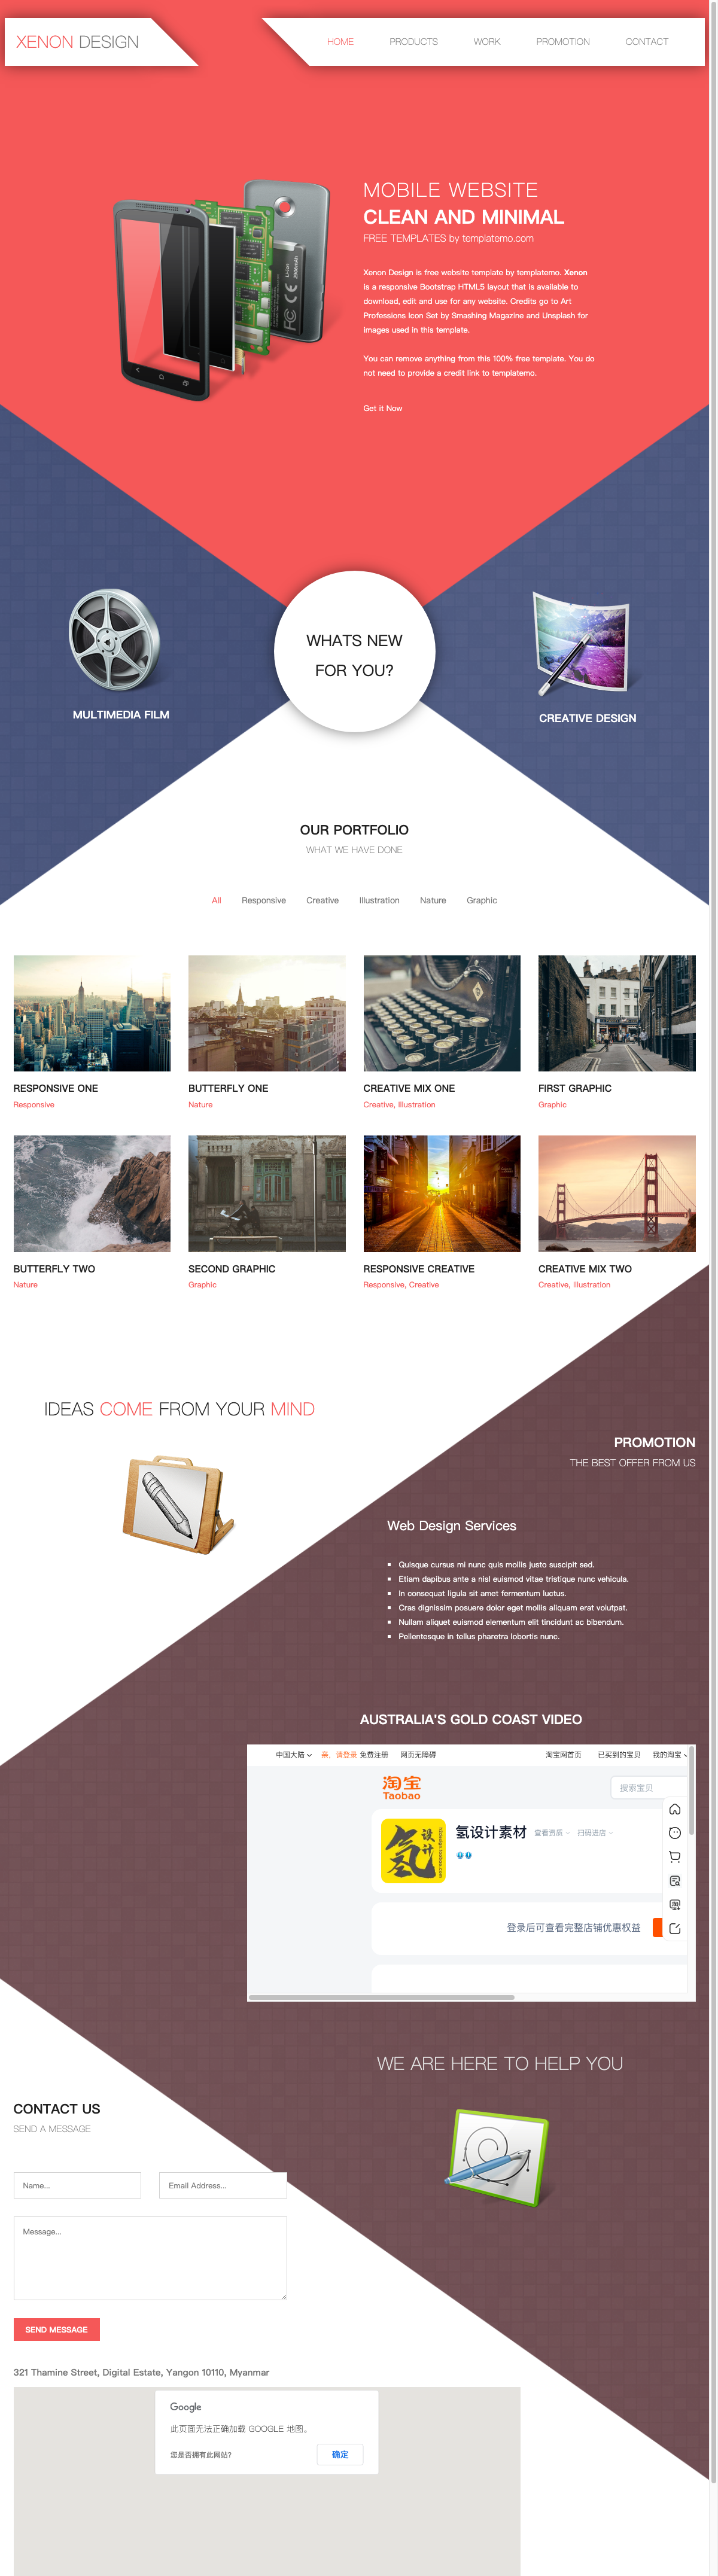 XENON DESIGN
HOME PRODUCTS WORK PROMOTION CONTACT
MOBILE WEBSITE
CLEAN AND MINIMAL
FREE TEMPLATES by templatemo.com
Xenon Design is free website template by templatemo. Xenon
is a responsive Bootstrap HTML5 layout that is available to
download, edit and use for any website. Credits go to Art
Professions Icon Set by Smashing Magazine and Unsplash for
images used in this template.
You can remove anything from this 100% free template. You do
not need to provide a credit link to templatemo.
Get It Now
WHATS NEW
FOR YOU?
MULTIMEDIA FILM
CREATIVE DESIGN
OUR PORTFOLIO
WHAT WE HAVE DONE
All Responsive Creative Illustration Nature Graphic
RESPONSIVE ONE
Responsive
BUTTERFLY ONE
Nature
CREATIVE MIX ONE
Creative, Illustration
FIRST GRAPHIC
Graphic
BUTTERFLY TWO
Nature
SECOND GRAPHIC
Graphic
RESPONSIVE CREATIVE
Responsive, Creative
CREATIVE MIX TWO
Creative, Illustration
IDEAS COME FROM YOUR MIND
PROMOTION
THE BEST OFFER FROM US
Web Design Services
Quisque cursus mi nunc quis mollis justo suscipit sed.
Etiam dapibus ante a nisl euismod vitae tristique nunc vehicula.
In consequat ligula sit amet fermentum luctus.
Cras dignissim posuere dolor eget mollis aliquam erat volutpat.
Nullam aliquet euismod elementum elit tincidunt ac bibendum.
Pellentesque in tellus pharetra lobortis nunc.
AUSTRALIA'S GOLD COAST VIDEO
中国大陆 亲，请登录 免费注册 网页无障碍 淘宝网首页 已买到的宝贝 我的淘宝
淘宝
Taobao
搜索宝贝
氢设计
氢设计素材 查看资质 扫码进店
登录后可查看完整店铺优惠权益
WE ARE HERE TO HELP YOU
CONTACT US
SEND A MESSAGE
Name...
Email Address...
Message...
SEND MESSAGE
321 Thamine Street, Digital Estate, Yangon 10110, Myanmar
Google
此页面无法正确加载 GOOGLE 地图。
您是否拥有此网站？
确定